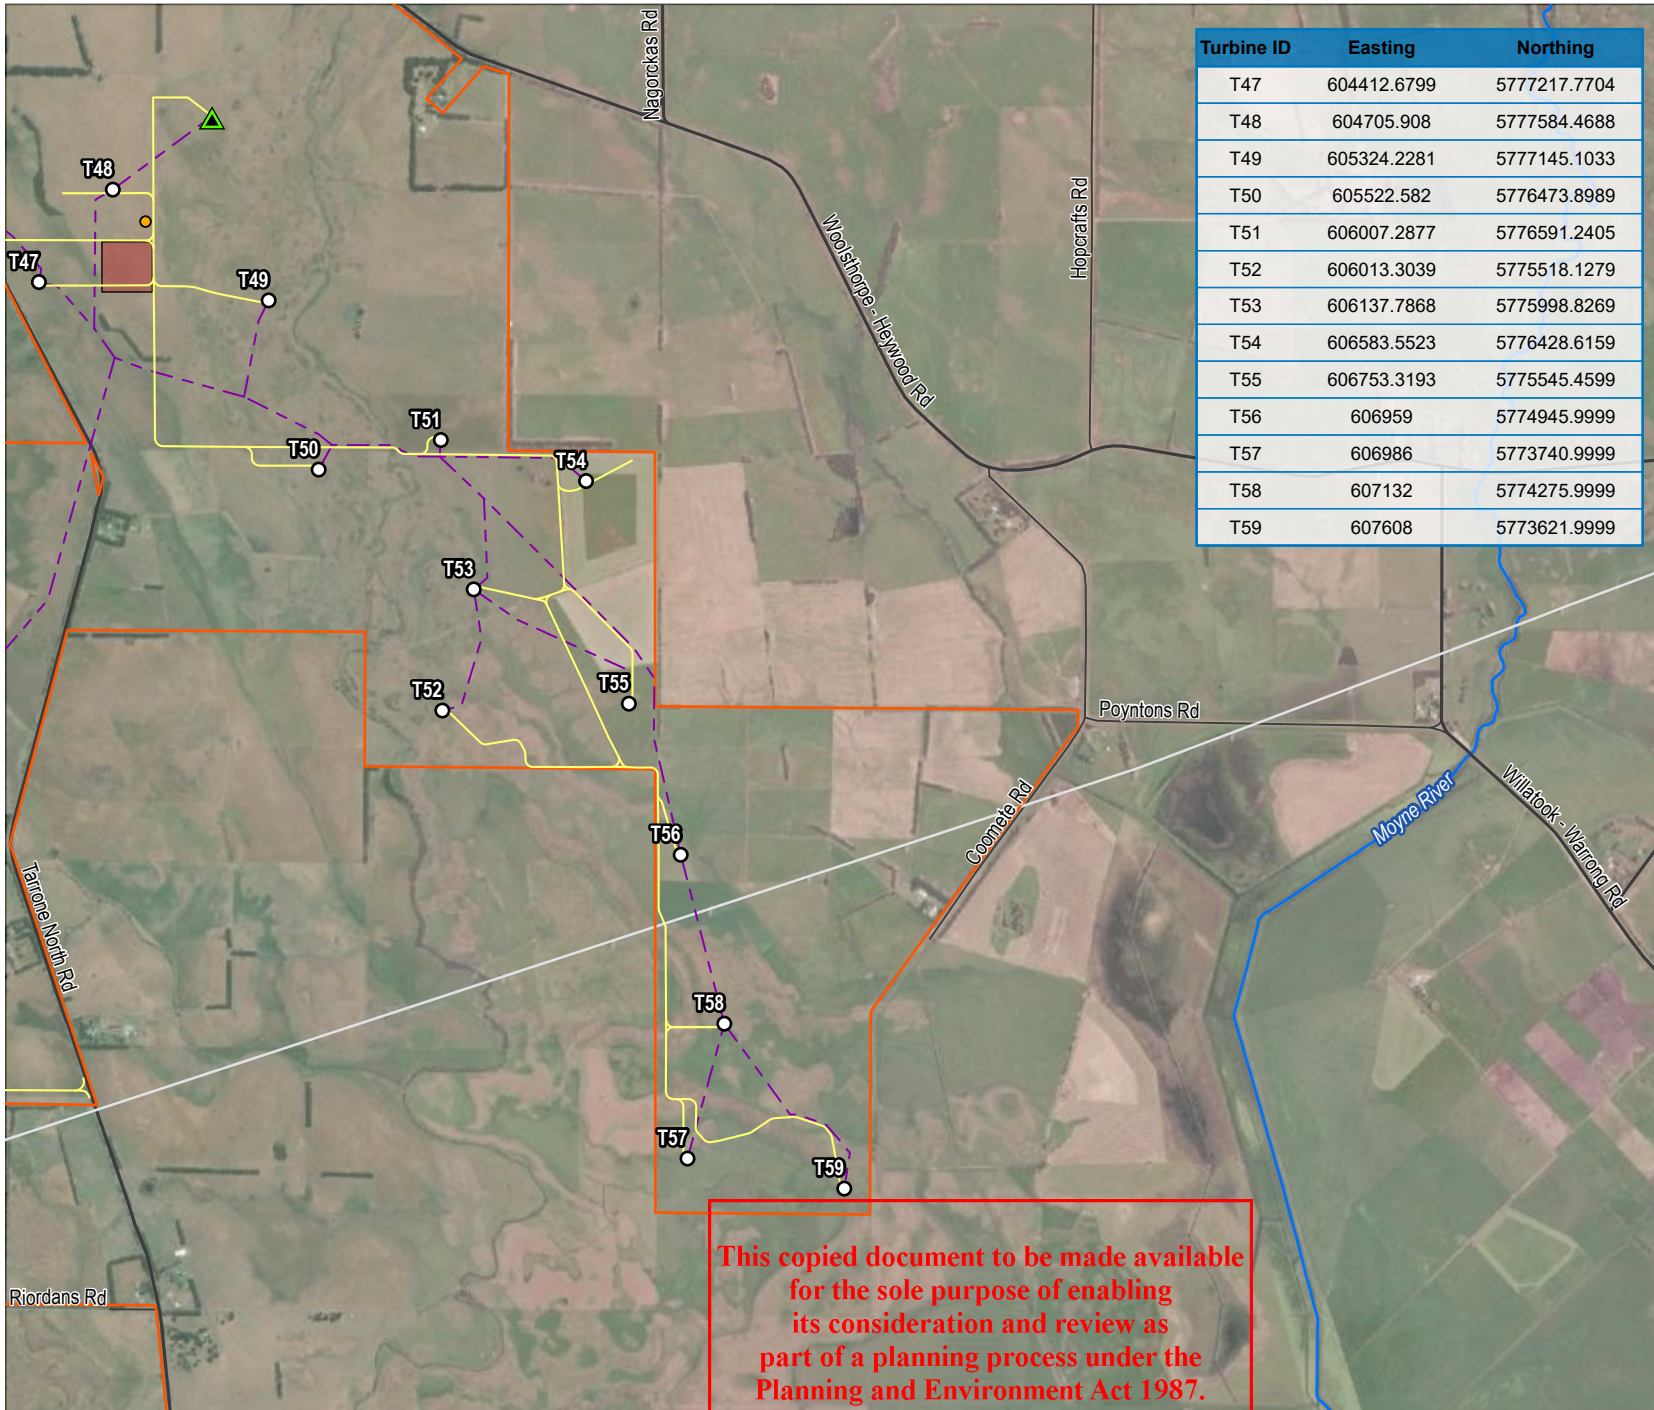 Turbine ID Easting Northing
T47 604412.6799 5777217.7704
T48 604705.908 5777584.4688
T49 605324.2281 5777145.1033
T50 605522.582 5776473.8989
T51 606007.2877 5776591.2405
T52 606013.3039 5775518.1279
T53 606137.7868 5775998.8269
T54 606583.5523 5776428.6159
T55 606753.3193 5775545.4599
T56 606959 5774945.9999
T57 606986 5773740.9999
T58 607132 5774275.9999
T59 607608 5773621.9999
Nagorckas Rd
Hopcrafts Rd
Woolsthorpe - Heywood Rd
T48
T47
T49
T51
T50
T54
T53
T52
T55
Poyntons Rd
Coomete Rd
Moyne River
Willatook - Warrong Rd
T56
Tarrone North Rd
T58
T57
T59
Riordans Rd
This copied document to be made available
for the sole purpose of enabling
its consideration and review as
part of a planning process under the
Planning and Environment Act 1987.